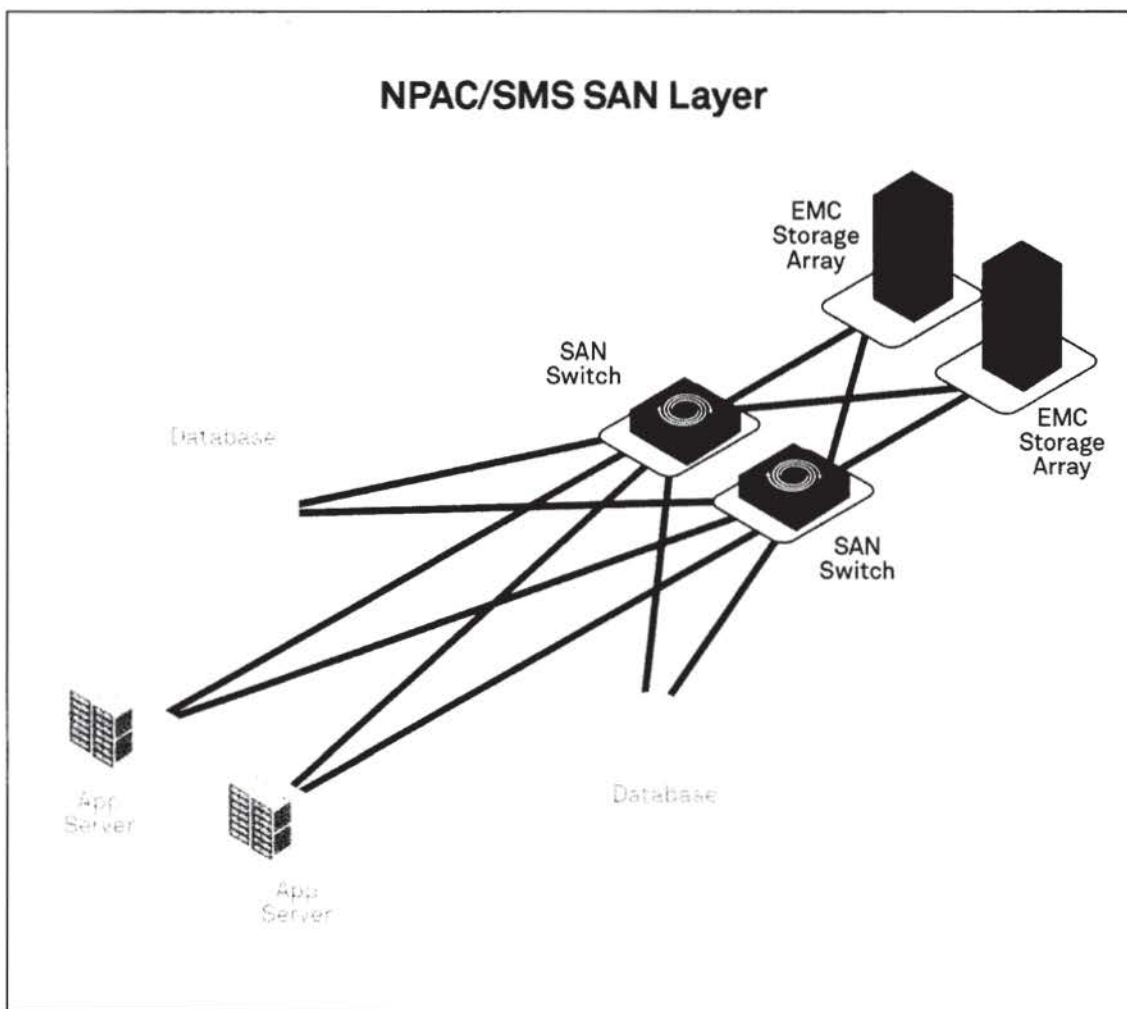 NPAC/SMS SAN Layer
EMC
Storage
Array
SAN
Switch
Database
EMC
Storage
Array
SAN
Switch
Database
App
Server
App
Server